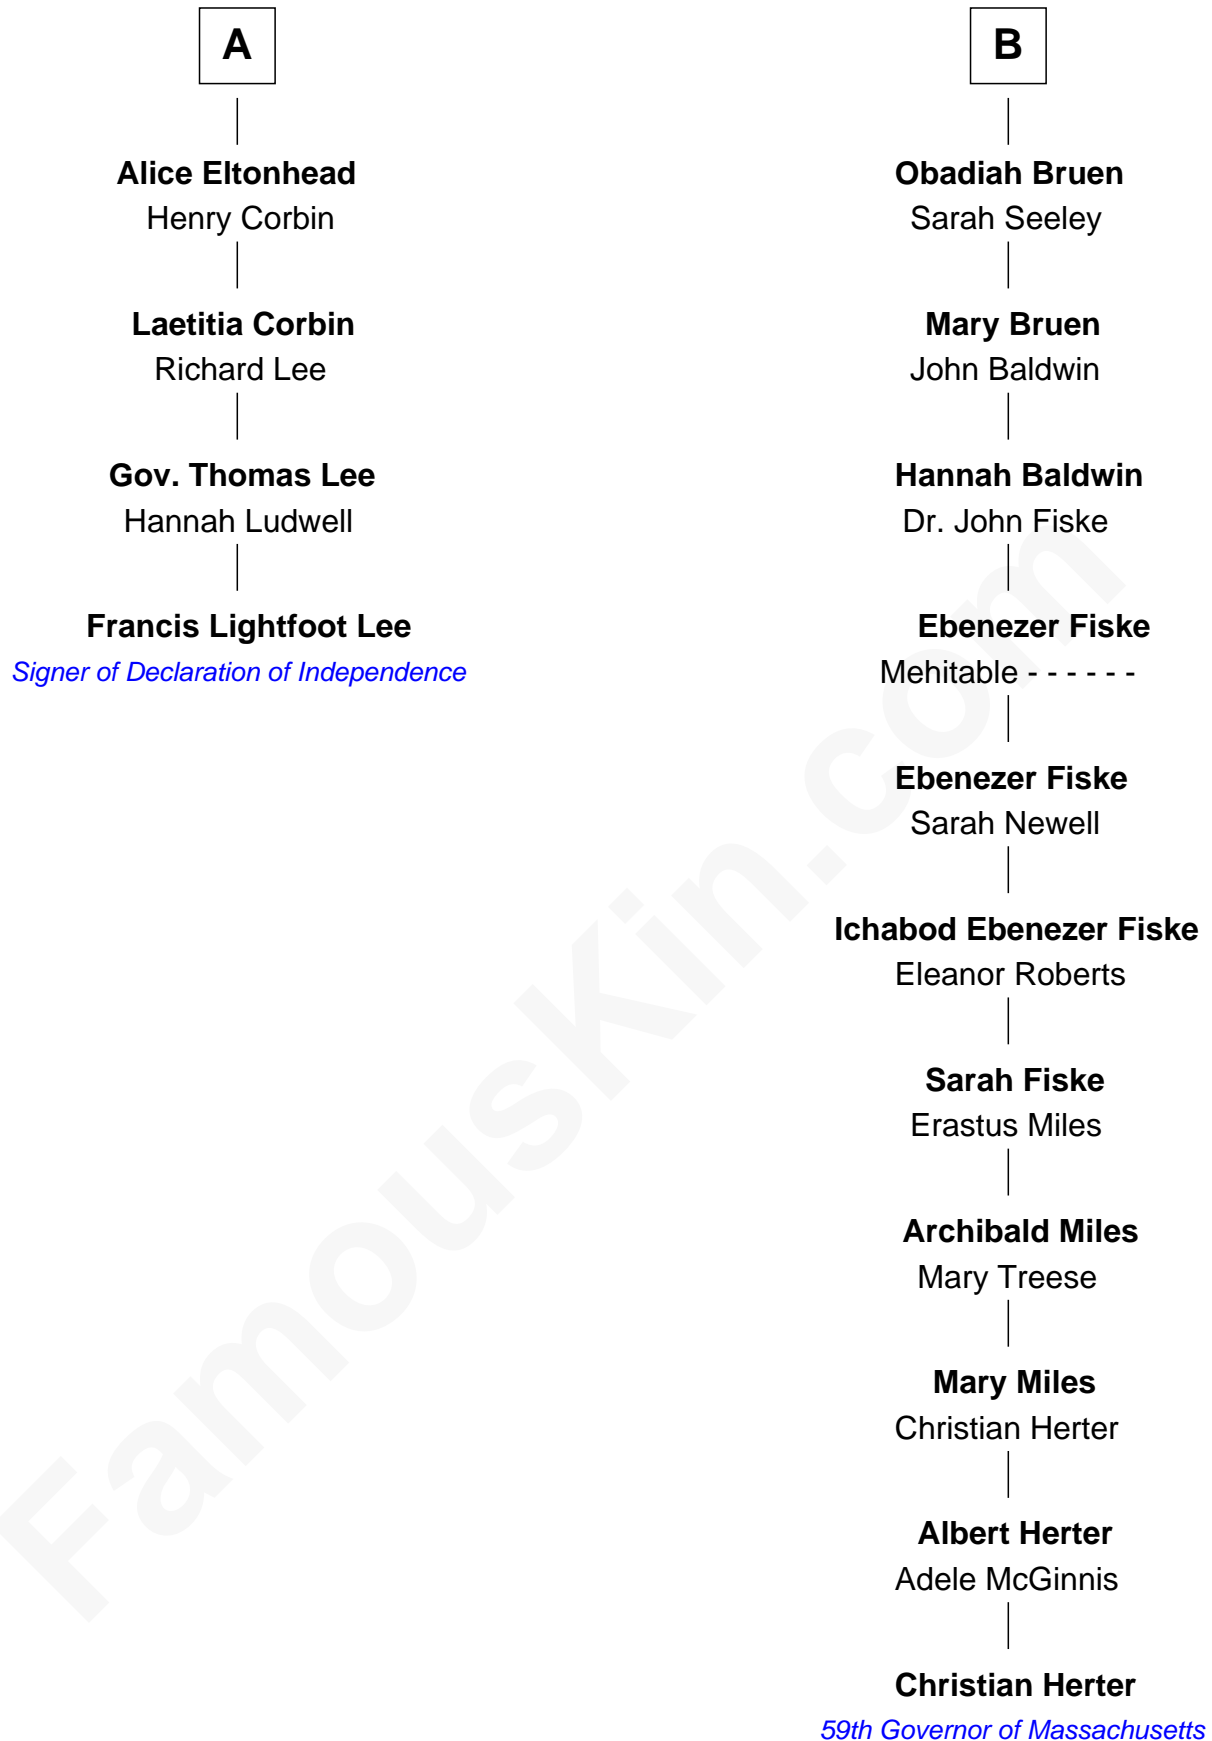 A
Alice Eltonhead
Henry Corbin
Laetitia Corbin
Richard Lee
Gov. Thomas Lee
Hannah Ludwell
Francis Lightfoot Lee
Signer of Declaration of Independence
B
Obadiah Bruen
Sarah Seeley
Mary Bruen
John Baldwin
Hannah Baldwin
Dr. John Fiske
Ebenezer Fiske
Mehitable - - - - - -
Ebenezer Fiske
Sarah Newell
Ichabod Ebenezer Fiske
Eleanor Roberts
Sarah Fiske
Erastus Miles
Archibald Miles
Mary Treese
Mary Miles
Christian Herter
Albert Herter
Adele McGinnis
Christian Herter
59th Governor of Massachusetts
FamousKin.com